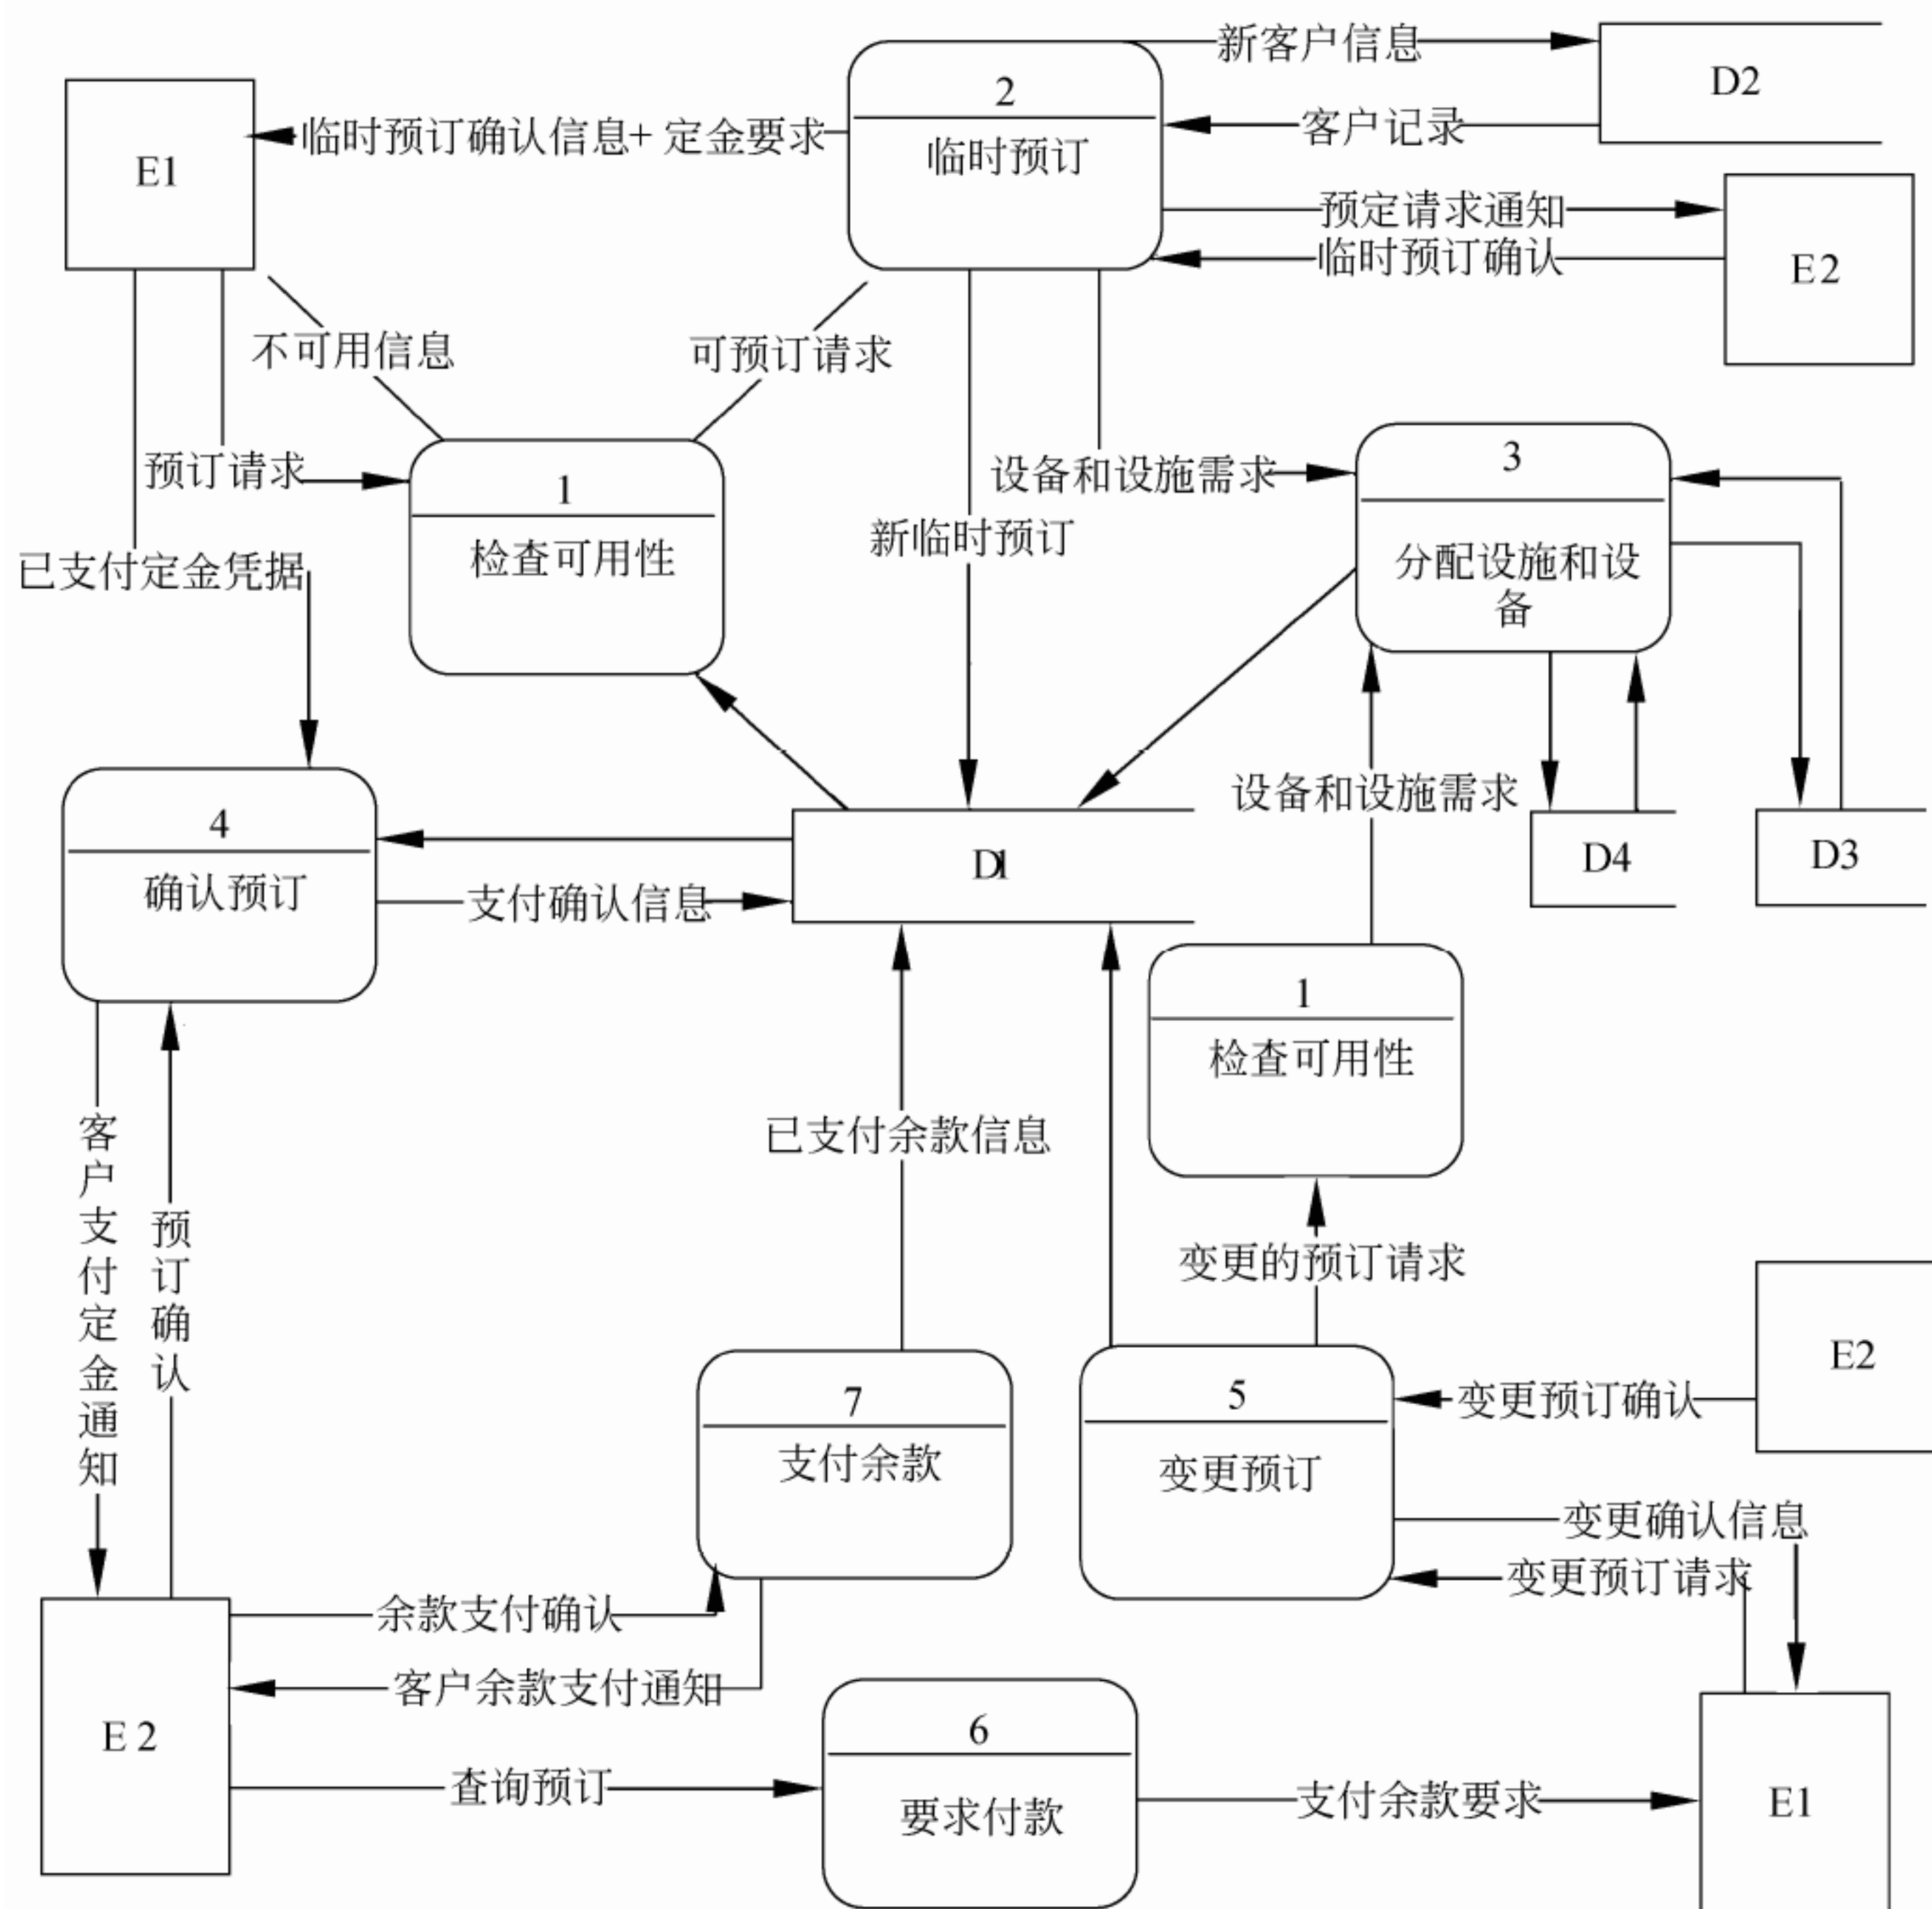 新客户信息
D2
2
临时预订
客户记录
E1
临时预订确认信息+ 定金要求
预定请求通知
临时预订确认
E2
不可用信息
可预订请求
预订请求
1
检查可用性
设备和设施需求
3
分配设施和设
备
新临时预订
已支付定金凭据
设备和设施需求
4
确认预订
D1
D4
D3
支付确认信息
1
检查可用性
客户支付定金通知
预订确认
已支付余款信息
变更的预订请求
E2
7
支付余款
5
变更预订
变更预订确认
变更确认信息
变更预订请求
余款支付确认
客户余款支付通知
E 2
6
要求付款
查询预订
支付余款要求
E1